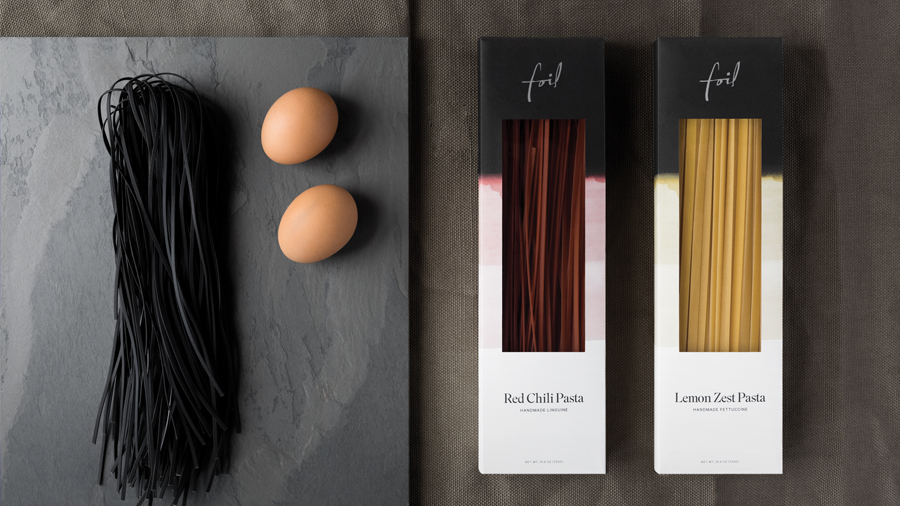 foil
Red Chili Pasta
HANDMADE LINGUINE
foil
Lemon Zest Pasta
HANDMADE FETTUCCINE